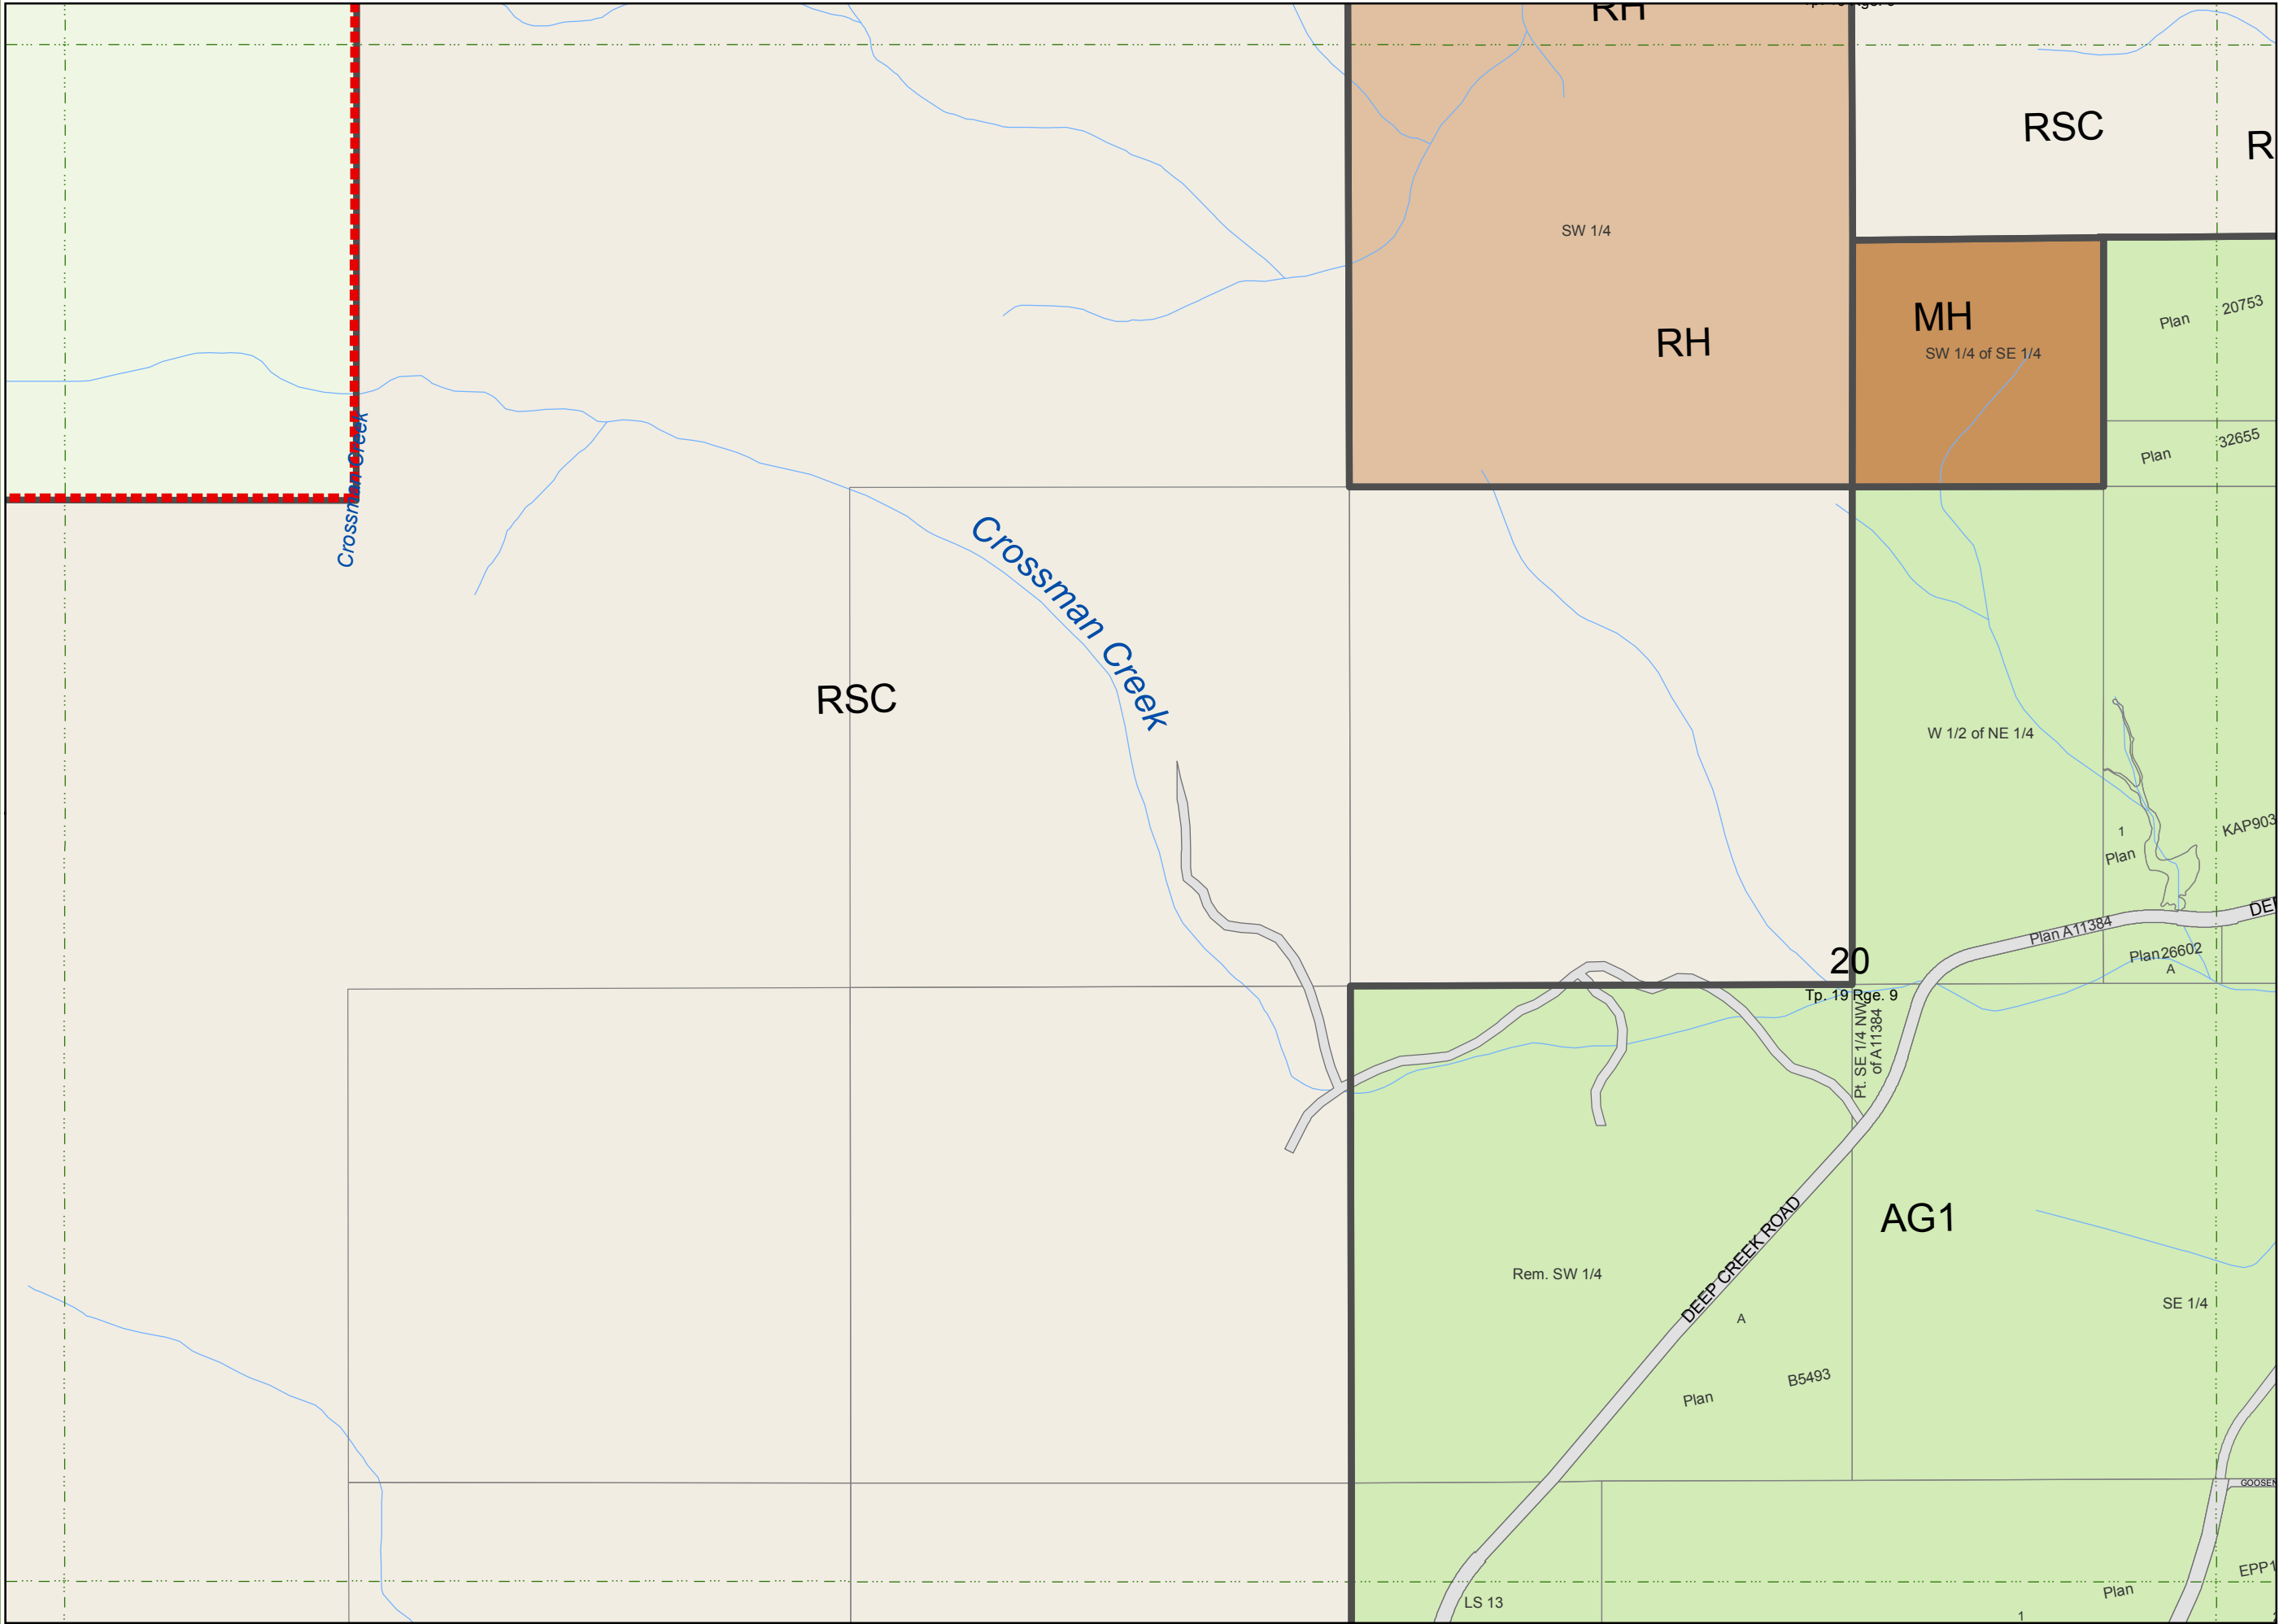 RH
RSC
SW 1/4
RH
MH
SW 1/4 of SE 1/4
Plan 20753
Plan 32655
Crossman Creek
Crossman Creek
RSC
W 1/2 of NE 1/4
1
Plan KAP903
Plan A11384
Plan 26602
A
20
Tp. 19 Rge. 9
Pt. SE 1/4 NW
of A11384
AG1
DEEP CREEK ROAD
Rem. SW 1/4
A
SE 1/4
Plan B5493
GOOSEN
LS 13
Plan EPP1
1